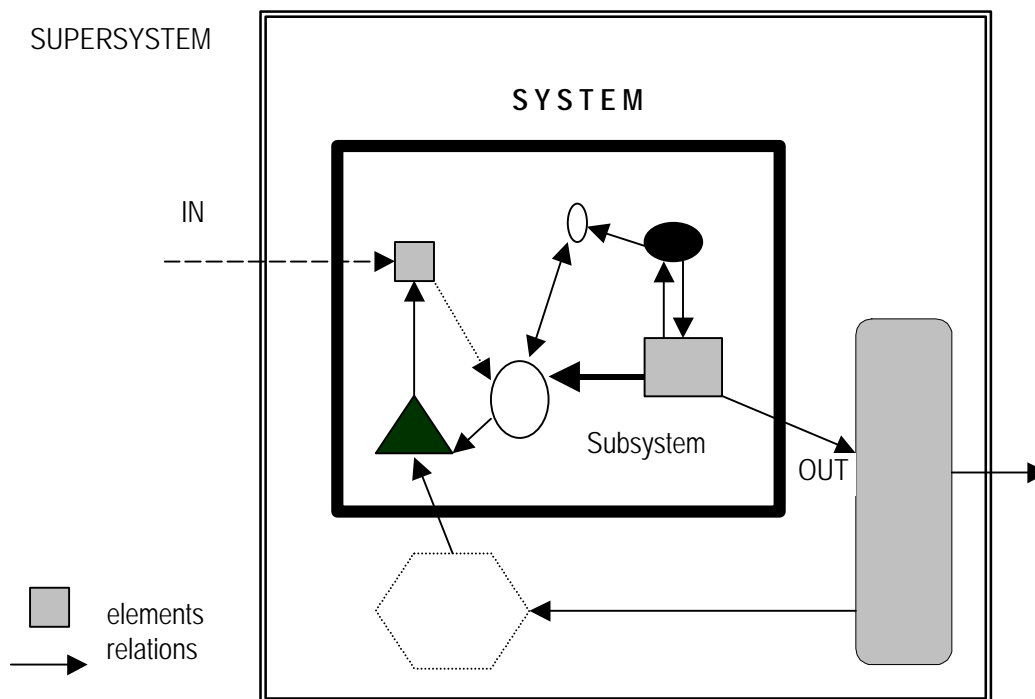 SUPERSYSTEM
SYSTEM
IN
Subsystem
OUT
elements
relations